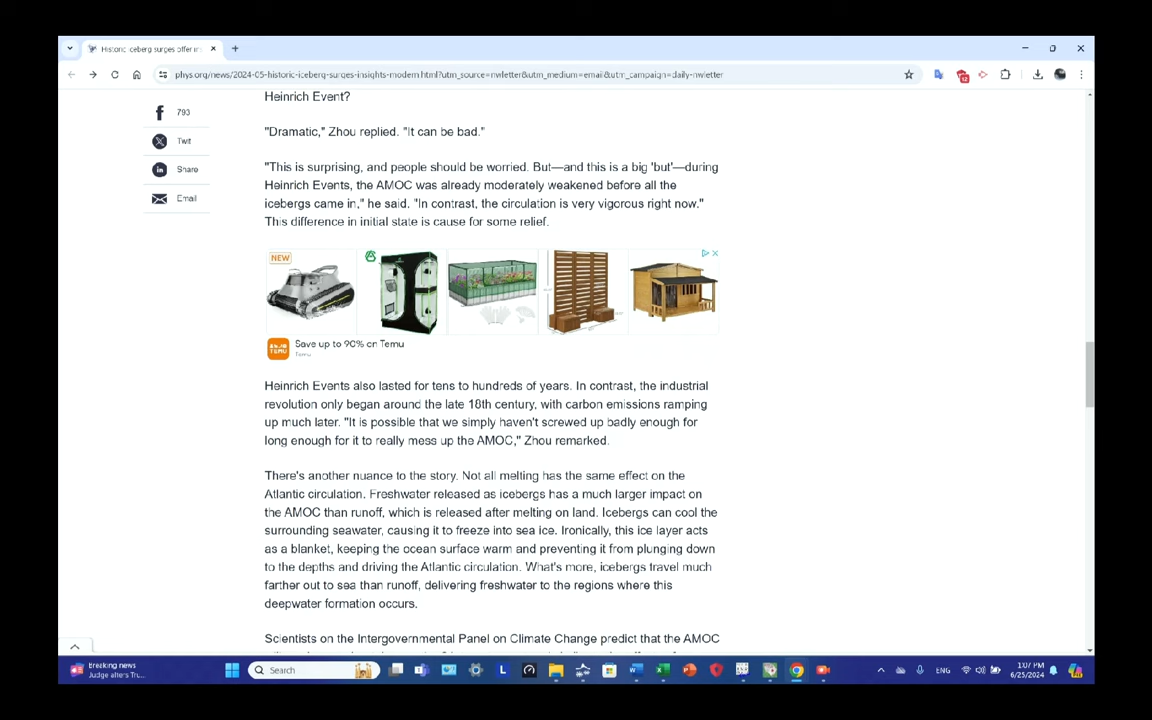 Historic iceberg surges offer in
phys.org/news/2024-05-historic-iceberg-surges-insights-modern.html?utm_source=nwletter&utm_medium=email&utm_campaign=daily-nwletter
12
793
Twit
Share
Email
Heinrich Event?
"Dramatic," Zhou replied. "It can be bad."
"This is surprising, and people should be worried. But—and this is a big 'but'—during
Heinrich Events, the AMOC was already moderately weakened before all the
icebergs came in," he said. "In contrast, the circulation is very vigorous right now."
This difference in initial state is cause for some relief.
NEW
TEMU
Save up to 90% on Temu
Temu
Heinrich Events also lasted for tens to hundreds of years. In contrast, the industrial
revolution only began around the late 18th century, with carbon emissions ramping
up much later. "It is possible that we simply haven't screwed up badly enough for
long enough for it to really mess up the AMOC," Zhou remarked.
There's another nuance to the story. Not all melting has the same effect on the
Atlantic circulation. Freshwater released as icebergs has a much larger impact on
the AMOC than runoff, which is released after melting on land. Icebergs can cool the
surrounding seawater, causing it to freeze into sea ice. Ironically, this ice layer acts
as a blanket, keeping the ocean surface warm and preventing it from plunging down
to the depths and driving the Atlantic circulation. What's more, icebergs travel much
farther out to sea than runoff, delivering freshwater to the regions where this
deepwater formation occurs.
Scientists on the Intergovernmental Panel on Climate Change predict that the AMOC
Breaking news
Judge alters Tru...
Search
ENG
1:07 PM
6/25/2024